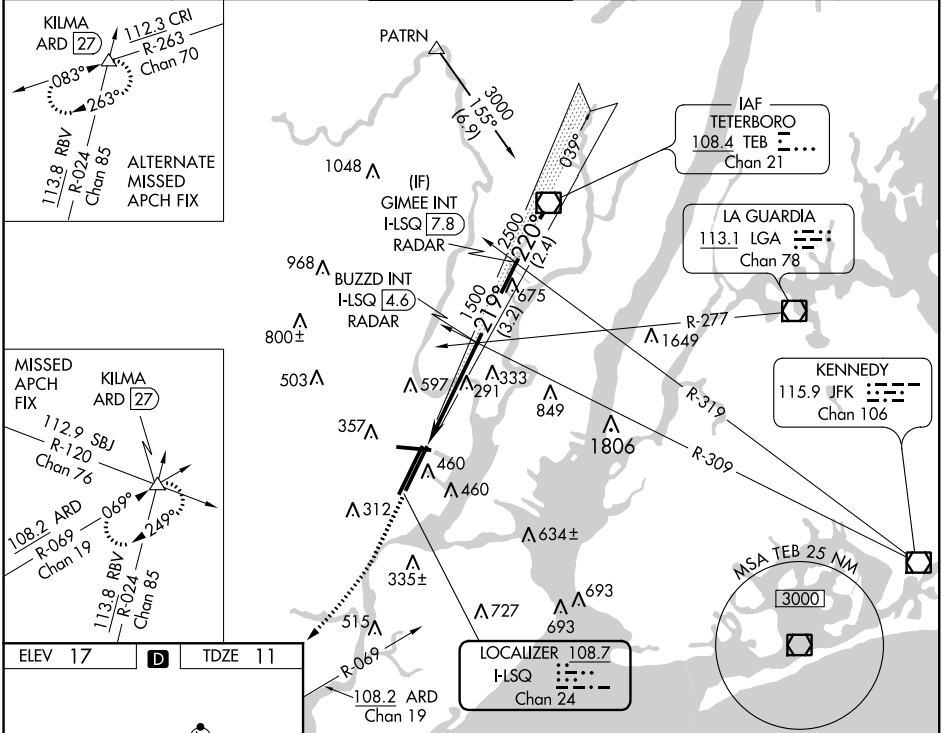 KILMA
ARD 27
112.3 CRI
R-263
Chan 70
083°
263°
113.8 RBV
R-024
Chan 85
ALTERNATE
MISSED
APCH FIX
PATRN
3000
155°
(6.9)
039°
IAF
TETERBORO
108.4 TEB
Chan 21
1048
(IF)
GIMEE INT
I-LSQ 7.8
RADAR
2500
220°
(2.4)
LA GUARDIA
113.1 LGA
Chan 78
968
BUZZD INT
I-LSQ 4.6
RADAR
1500
219°
(3.2)
675
R-277
1649
800±
503
597
291
333
849
1806
R-319
R-309
KENNEDY
115.9 JFK
Chan 106
MISSED
APCH
FIX
KILMA
ARD 27
112.9 SBJ
R-120
Chan 76
069°
249°
108.2 ARD
R-069
Chan 19
113.8 RBV
R-024
Chan 85
357
460
460
312
634±
335±
727
693
693
515
MSA TEB 25 NM
3000
LOCALIZER 108.7
I-LSQ
Chan 24
R-069
108.2 ARD
Chan 19
ELEV 17
D
TDZE 11